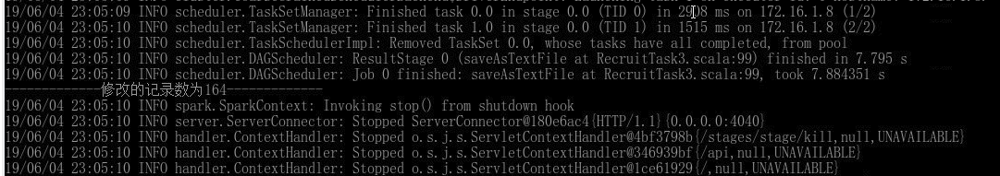 19/06/04 23:05:09 INFO scheduler.TaskSetManager: Finished task 0.0 in stage 0.0 (TID 0) in 2908 ms on 172.16.1.8 (1/2)
19/06/04 23:05:10 INFO scheduler.TaskSetManager: Finished task 1.0 in stage 0.0 (TID 1) in 1515 ms on 172.16.1.8 (2/2)
19/06/04 23:05:10 INFO scheduler.TaskSchedulerImpl: Removed TaskSet 0.0, whose tasks have all completed, from pool
19/06/04 23:05:10 INFO scheduler.DAGScheduler: ResultStage 0 (saveAsTextFile at RecruitTask3.scala:99) finished in 7.795 s
19/06/04 23:05:10 INFO scheduler.DAGScheduler: Job 0 finished: saveAsTextFile at RecruitTask3.scala:99, took 7.884351 s
--------------修改的记录数为164--------------
19/06/04 23:05:10 INFO spark.SparkContext: Invoking stop() from shutdown hook
19/06/04 23:05:10 INFO server.ServerConnector: Stopped ServerConnector@180e6ac4{HTTP/1.1}{0.0.0.0:4040}
19/06/04 23:05:10 INFO handler.ContextHandler: Stopped o.s.j.s.ServletContextHandler@4bf3798b{/stages/stage/kill,null,UNAVAILABLE}
19/06/04 23:05:10 INFO handler.ContextHandler: Stopped o.s.j.s.ServletContextHandler@346939bf{/api,null,UNAVAILABLE}
19/06/04 23:05:10 INFO handler.ContextHandler: Stopped o.s.j.s.ServletContextHandler@1ce61929{/,null,UNAVAILABLE}